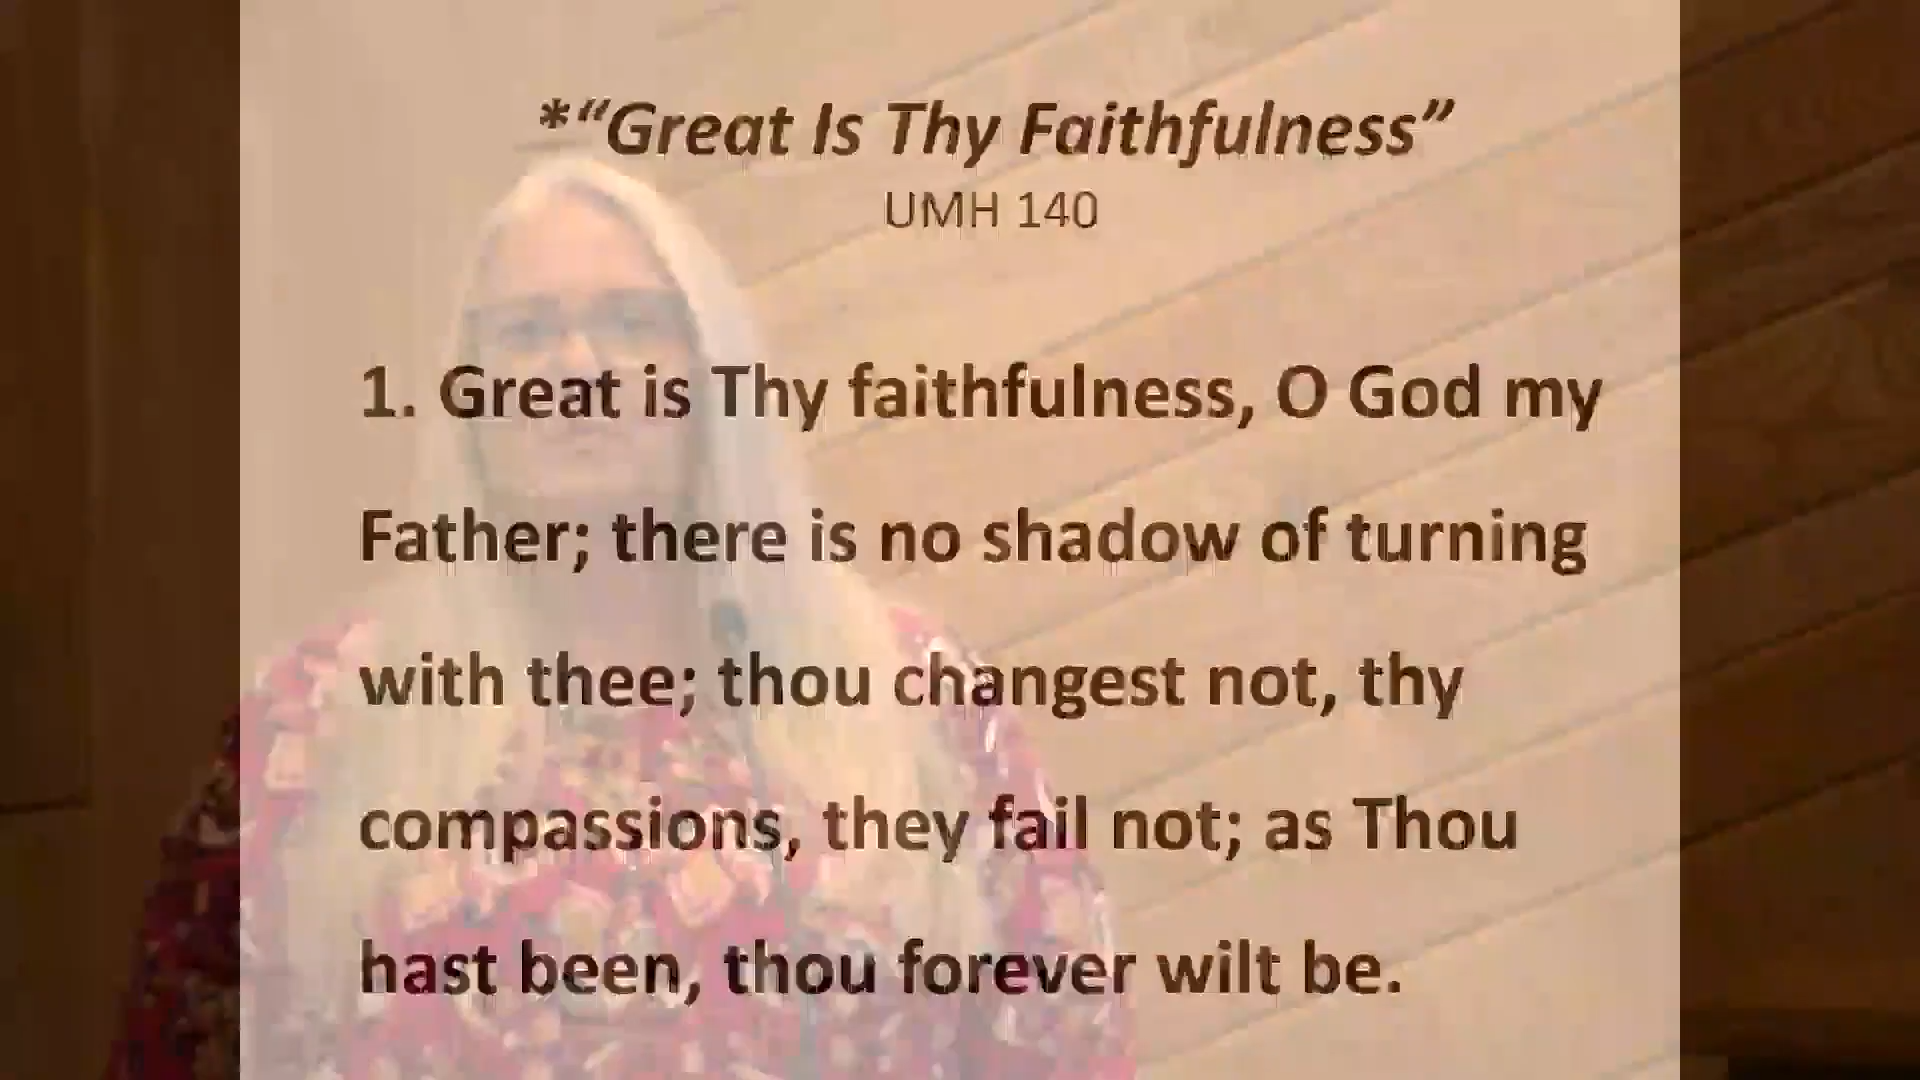 *“Great Is Thy Faithfulness”
UMH 140
1. Great is Thy faithfulness, O God my
Father; there is no shadow of turning
with thee; thou changest not, thy
compassions, they fail not; as Thou
hast been, thou forever wilt be.